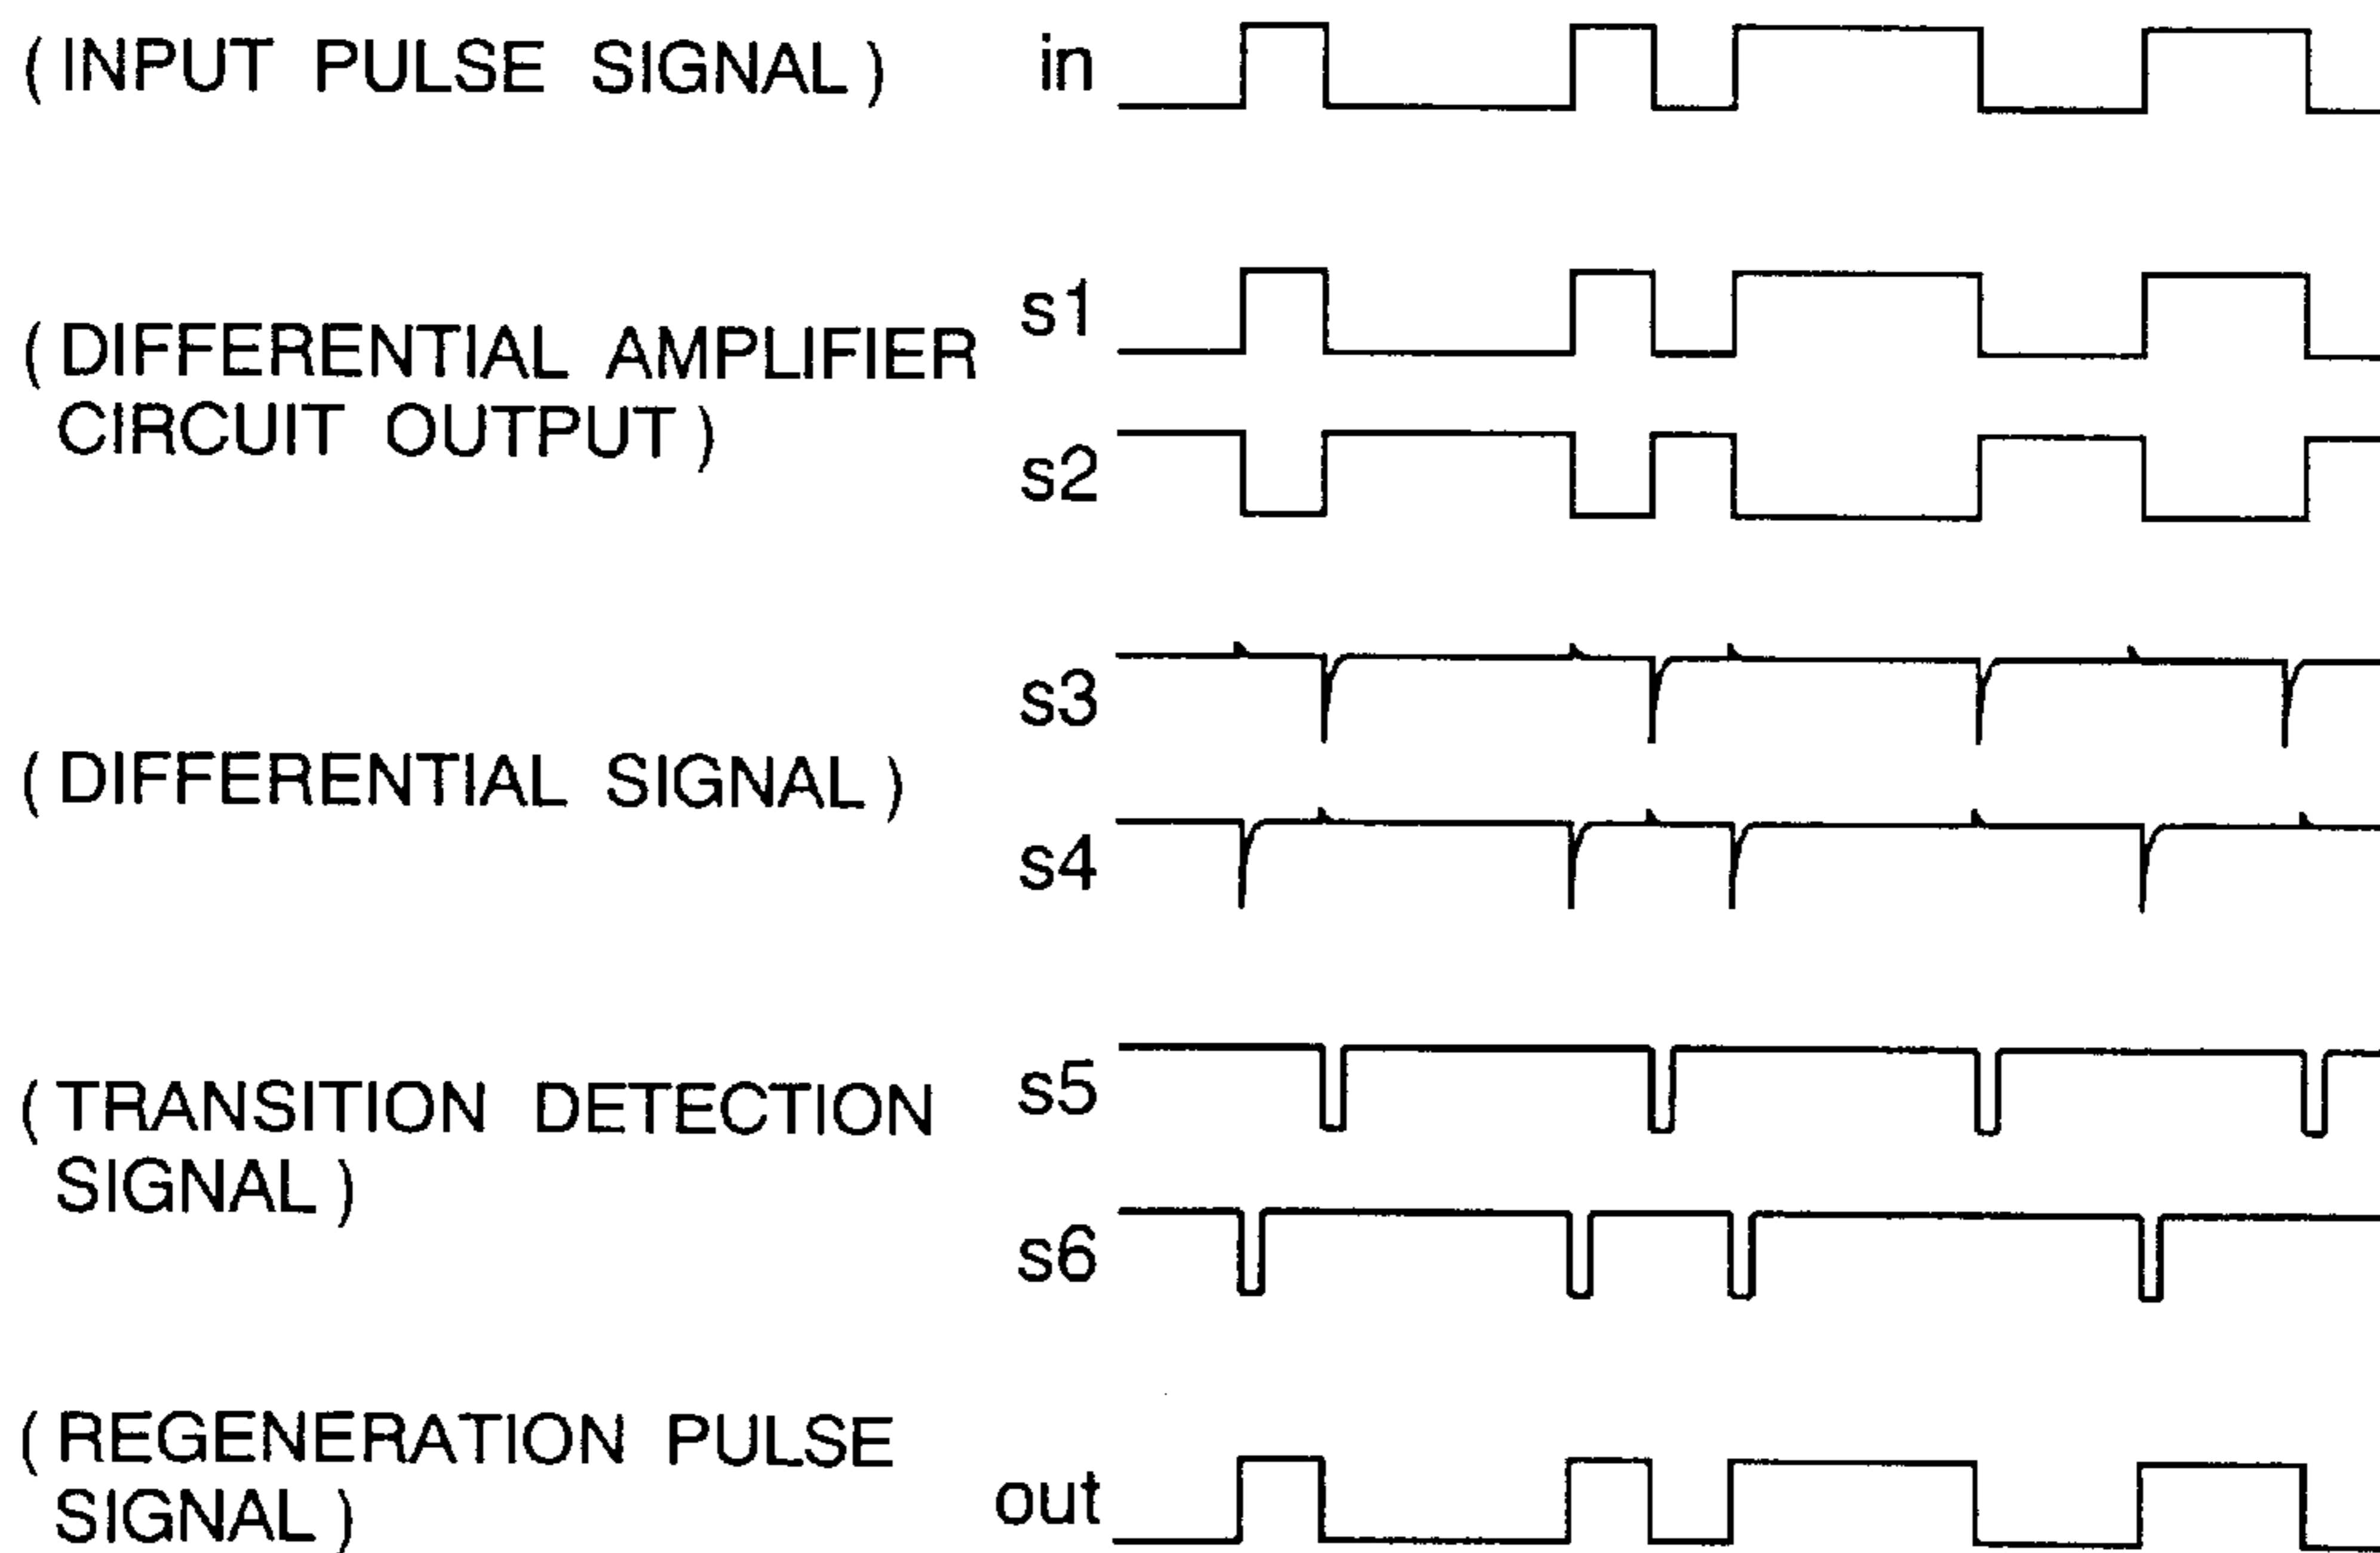 ( INPUT PULSE SIGNAL ) in
s1
( DIFFERENTIAL AMPLIFIER
CIRCUIT OUTPUT )
s2
s3
( DIFFERENTIAL SIGNAL )
s4
s5
( TRANSITION DETECTION
SIGNAL )
s6
( REGENERATION PULSE
SIGNAL ) out